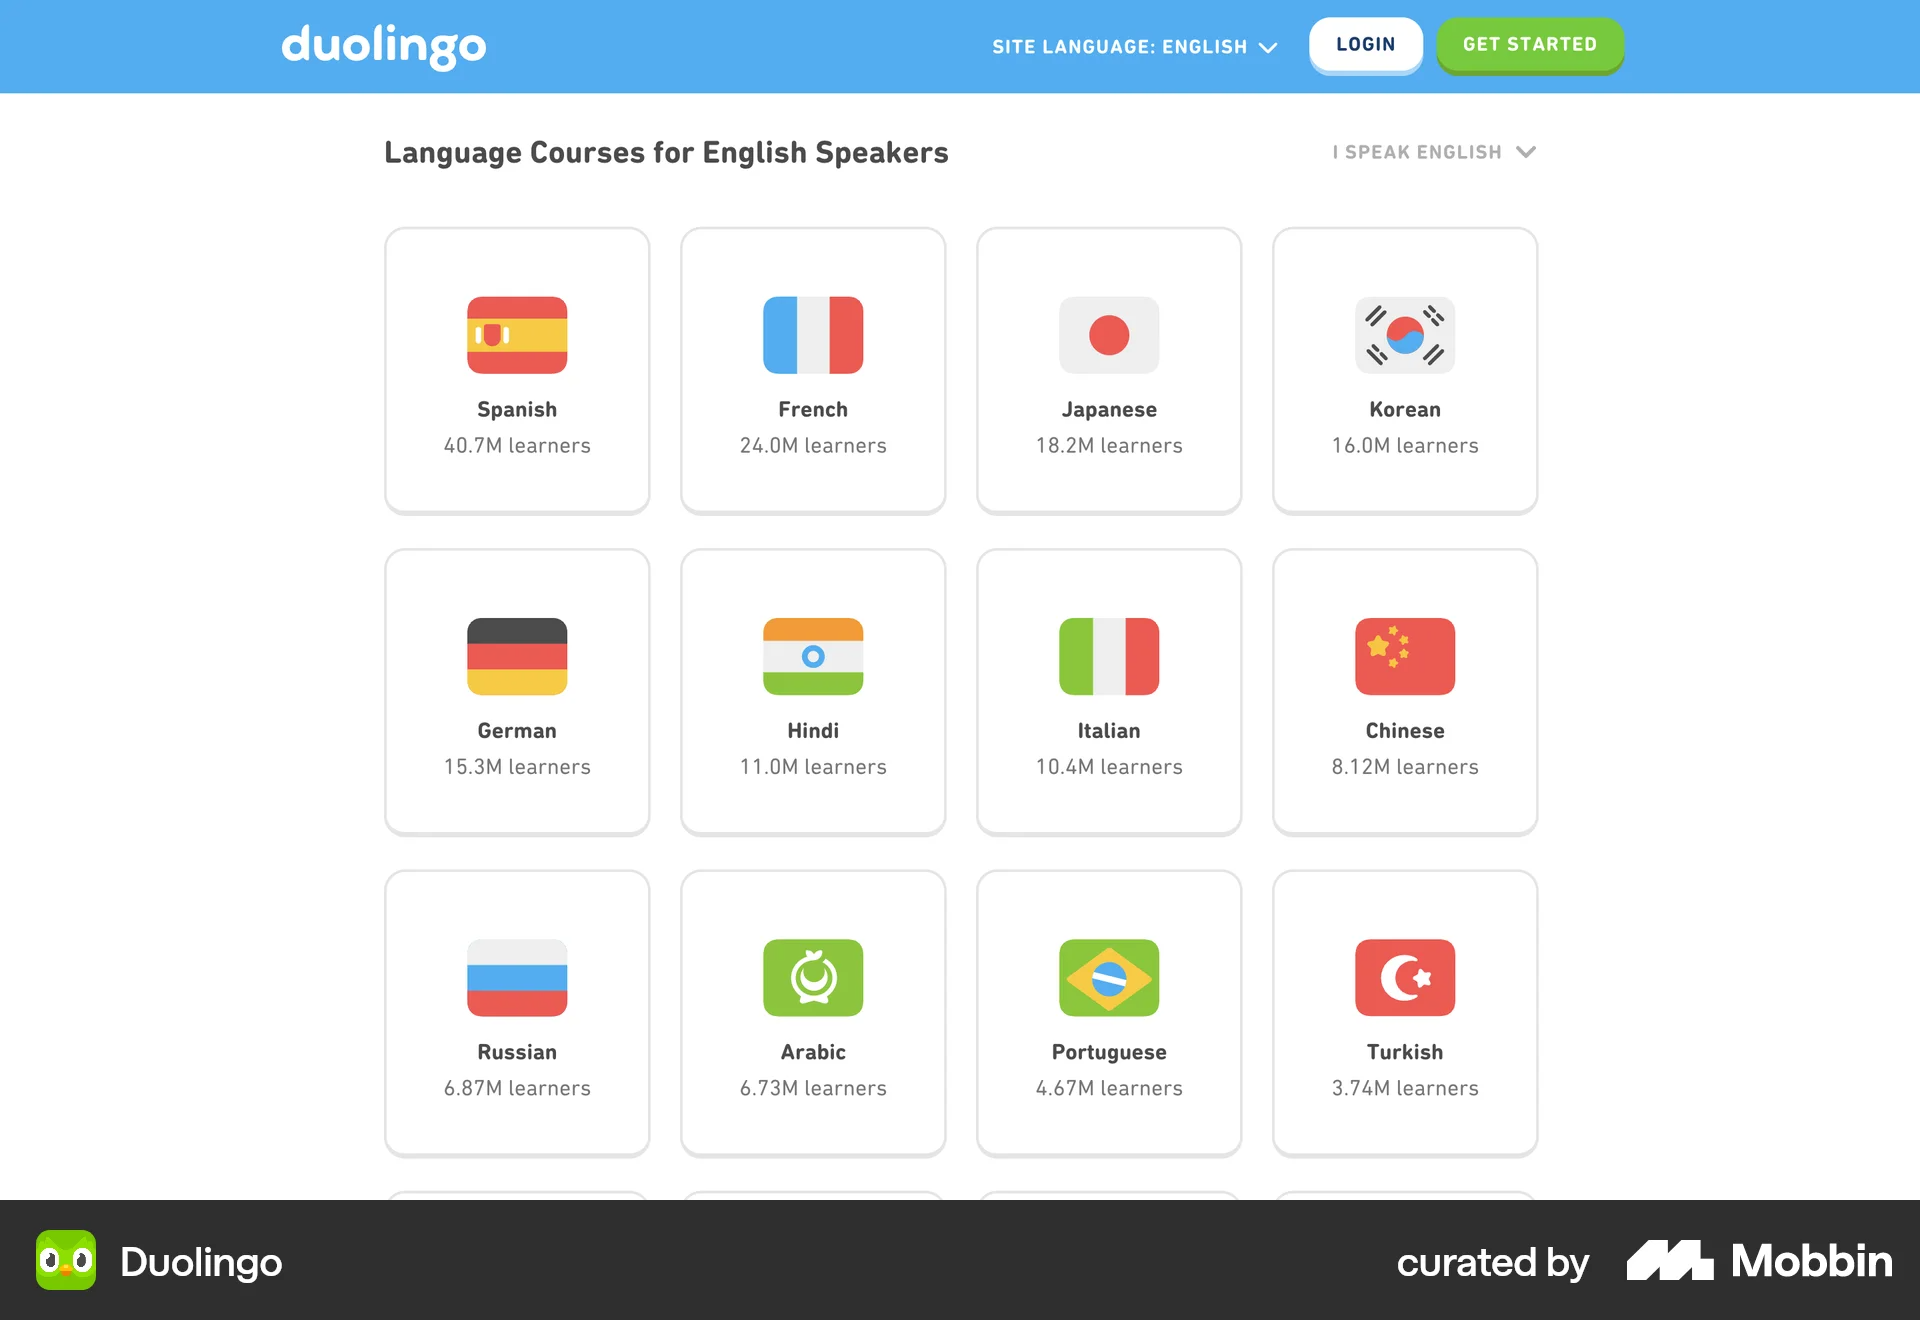 duolingo
SITE LANGUAGE: ENGLISH
LOGIN
GET STARTED
Language Courses for English Speakers
I SPEAK ENGLISH
Spanish
40.7M learners
French
24.0M learners
Japanese
18.2M learners
Korean
16.0M learners
German
15.3M learners
Hindi
11.0M learners
Italian
10.4M learners
Chinese
8.12M learners
Russian
6.87M learners
Arabic
6.73M learners
Portuguese
4.67M learners
Turkish
3.74M learners
Duolingo
curated by
Mobbin